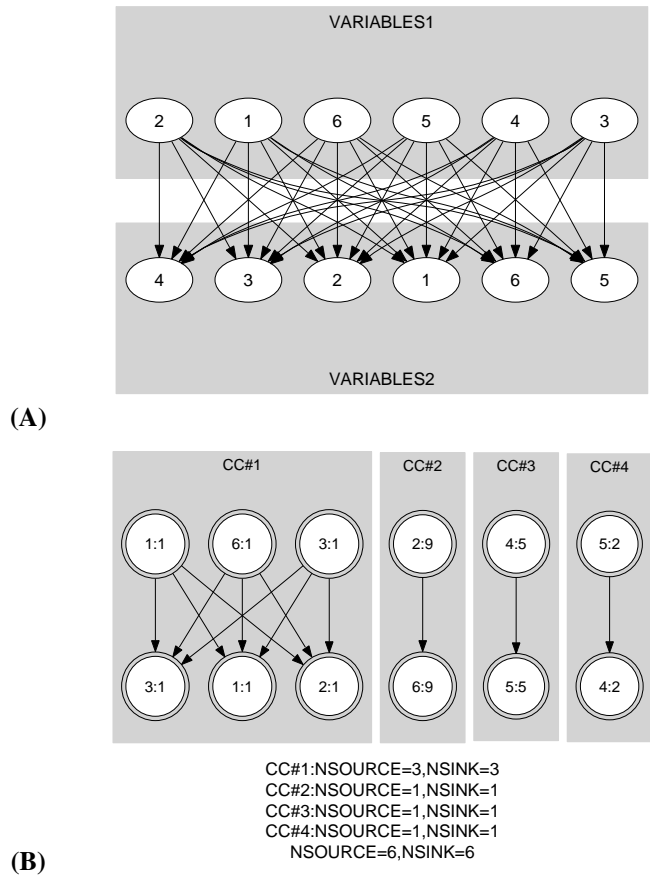 VARIABLES1
2 1 6 5 4 3
4 3 2 1 6 5
VARIABLES2
(A)
CC#1 CC#2 CC#3 CC#4
1:1 6:1 3:1 2:9 4:5 5:2
3:1 1:1 2:1 6:9 5:5 4:2
CC#1:NSOURCE=3,NSINK=3
CC#2:NSOURCE=1,NSINK=1
CC#3:NSOURCE=1,NSINK=1
CC#4:NSOURCE=1,NSINK=1
NSOURCE=6,NSINK=6
(B)